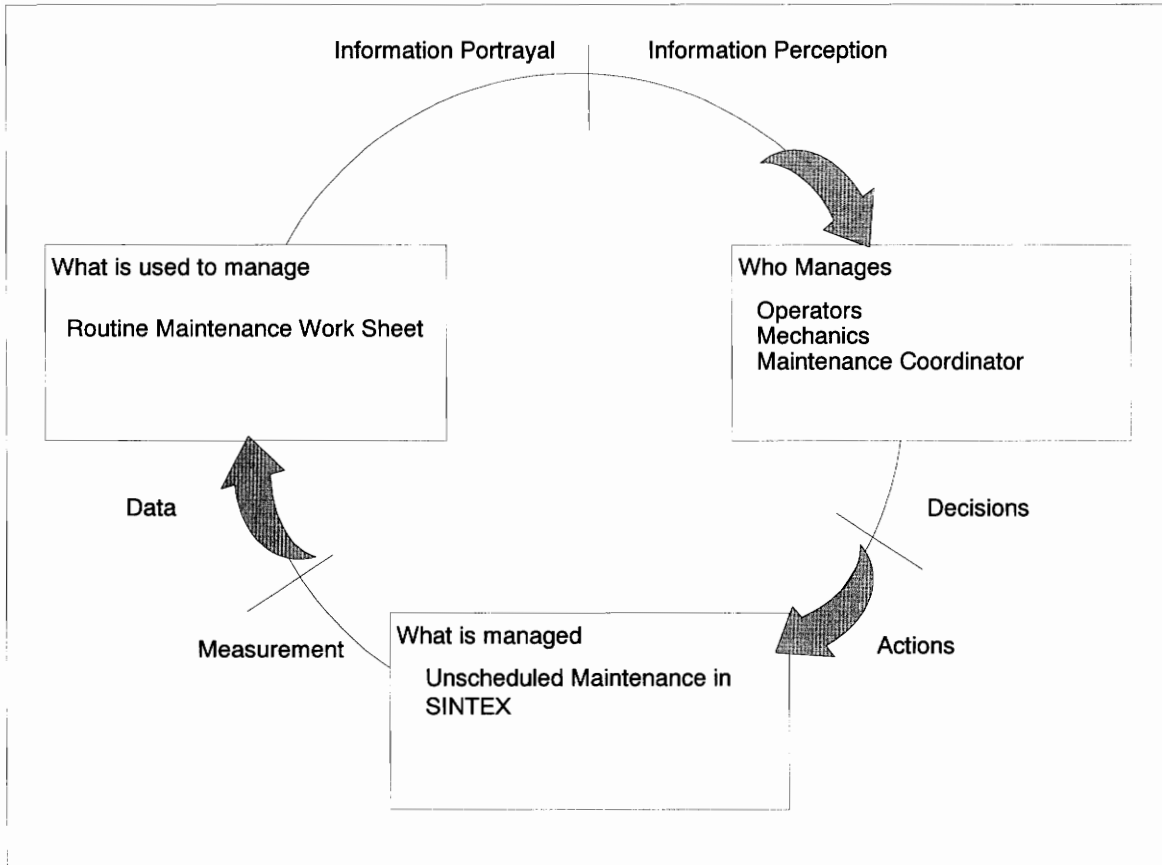 Information Portrayal
Information Perception
What is used to manage
Routine Maintenance Work Sheet
Who Manages
Operators
Mechanics
Maintenance Coordinator
Data
Decisions
Measurement
Actions
What is managed
Unscheduled Maintenance in
SINTEX